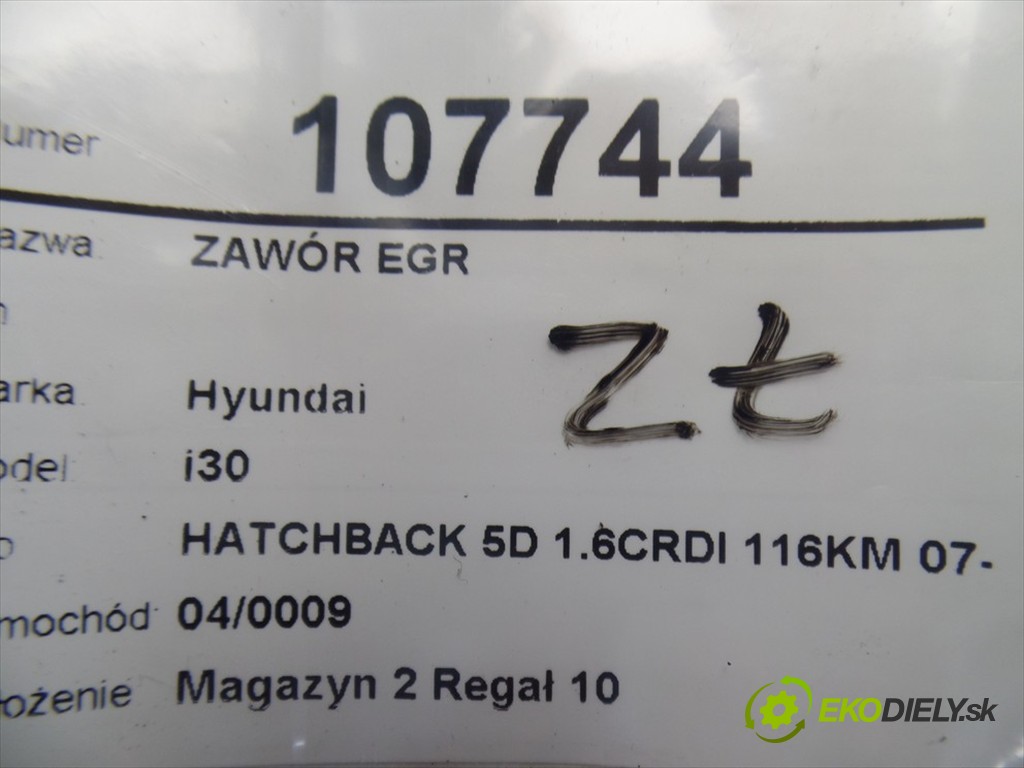 umer 107744
azwa ZAWÓR EGR
zł
arka Hyundai
odel i30
HATCHBACK 5D 1.6CRDI 116KM 07-
mochód 04/0009
ożenie Magazyn 2 Regał 10
EKODIELY.sk